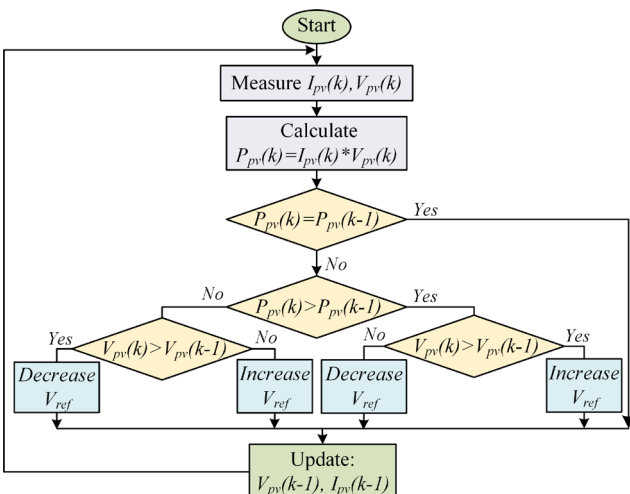 Start
Measure I_pv(k),V_pv(k)
Calculate
P_pv(k)=I_pv(k)*V_pv(k)
P_pv(k)=P_pv(k-1)
Yes
No
P_pv(k)>P_pv(k-1)
No
Yes
V_pv(k)>V_pv(k-1)
Yes
No
V_pv(k)>V_pv(k-1)
No
Yes
Decrease
V_ref
Increase
V_ref
Decrease
V_ref
Increase
V_ref
Update:
V_pv(k-1), I_pv(k-1)